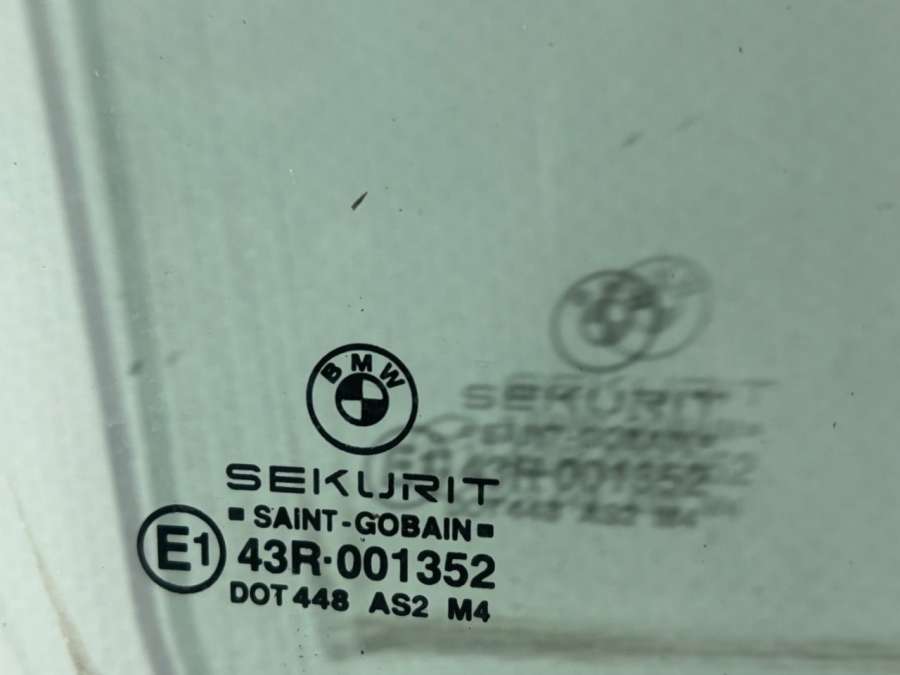 BMW
SEKURIT
▪SAINT-GOBAIN▪
E1 43R·001352
DOT 448 AS2 M4